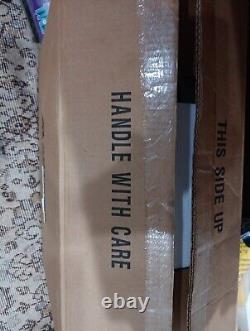 HANDLE WITH CARE
THIS SIDE UP